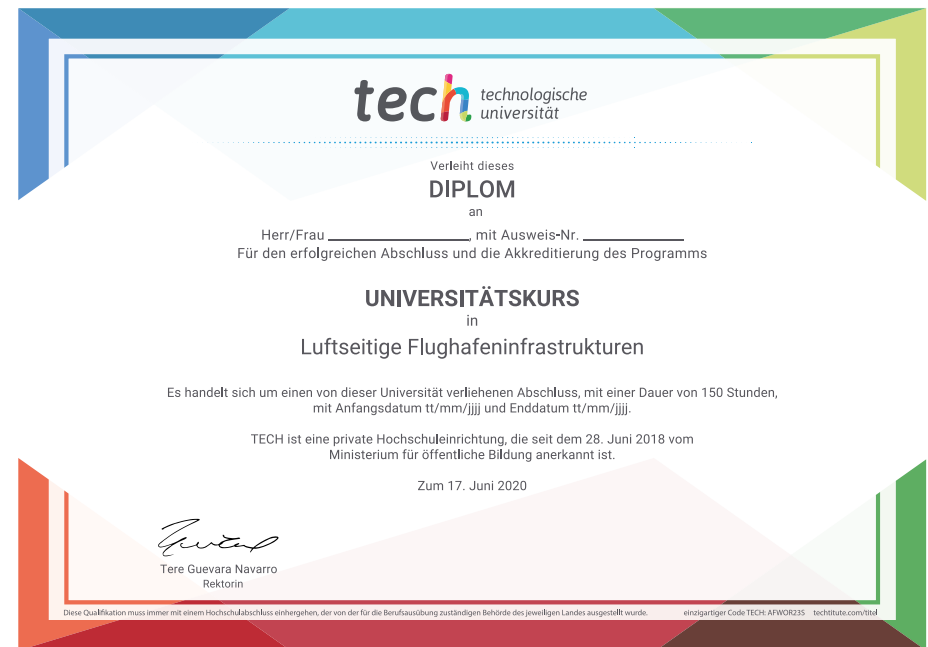 tech technologische
universität
Verleiht dieses
DIPLOM
an
Herr/Frau ____________________, mit Ausweis-Nr. ______________
Für den erfolgreichen Abschluss und die Akkreditierung des Programms
UNIVERSITÄTSKURS
in
Luftseitige Flughafeninfrastrukturen
Es handelt sich um einen von dieser Universität verliehenen Abschluss, mit einer Dauer von 150 Stunden,
mit Anfangsdatum tt/mm/jjjj und Enddatum tt/mm/jjjj.
TECH ist eine private Hochschuleinrichtung, die seit dem 28. Juni 2018 vom
Ministerium für öffentliche Bildung anerkannt ist.
Zum 17. Juni 2020
Tere Guevara Navarro
Rektorin
Diese Qualifikation muss immer mit einem Hochschulabschluss einhergehen, der von der für die Berufsausübung zuständigen Behörde des jeweiligen Landes ausgestellt wurde. einzigartiger Code TECH: AFWOR23S techtitute.com/titel